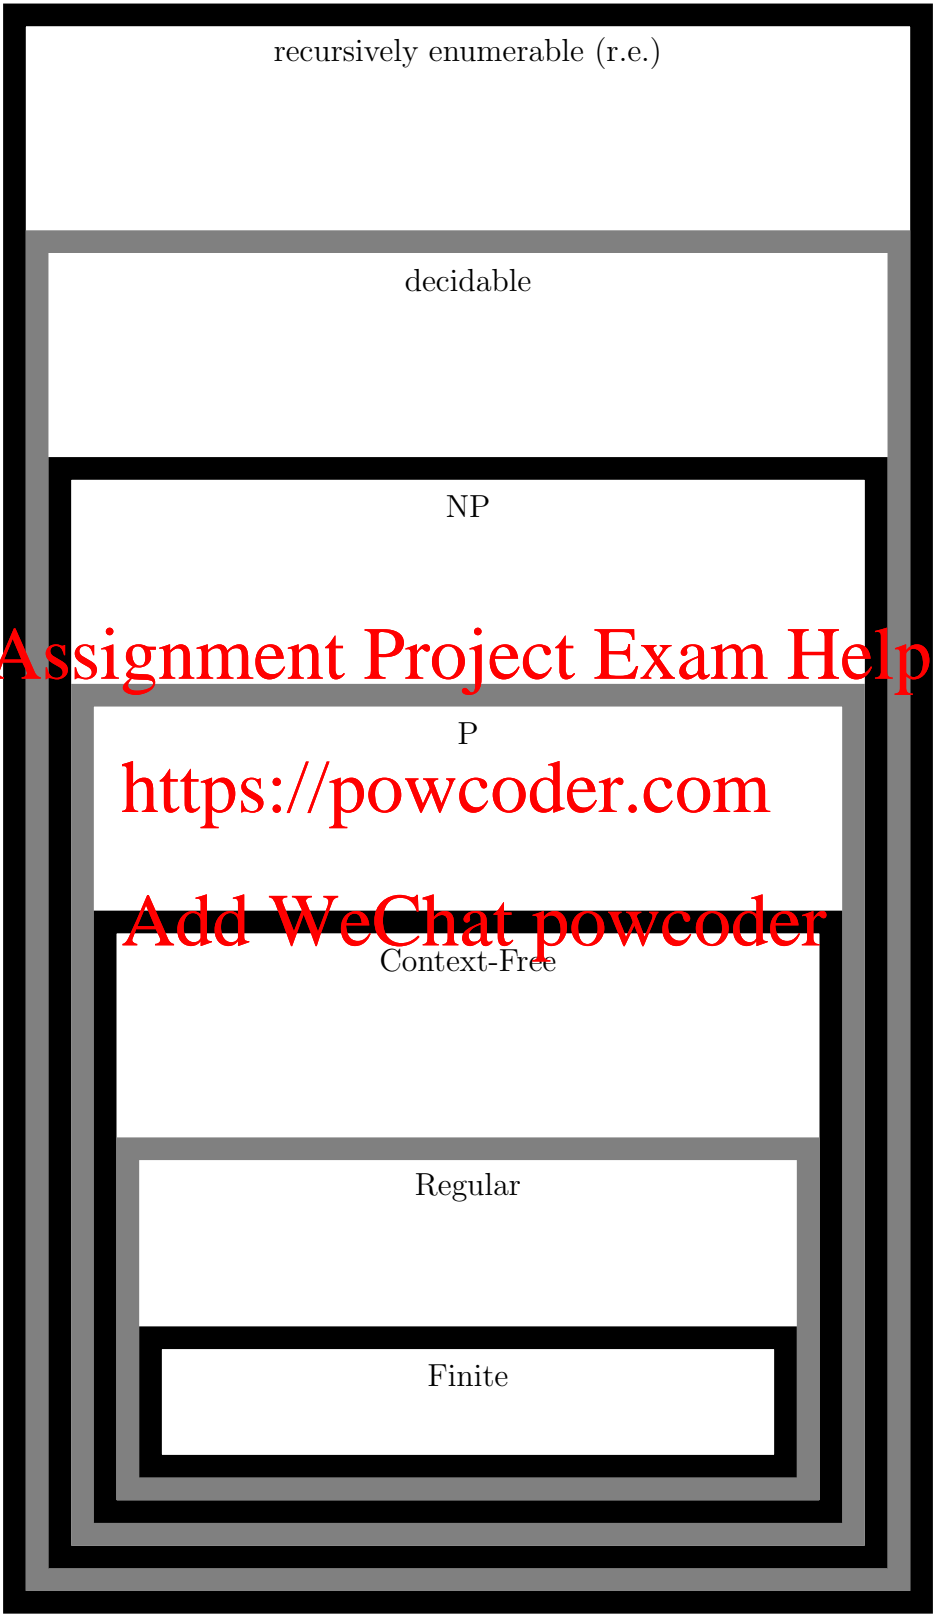 recursively enumerable (r.e.)
decidable
NP
Assignment Project Exam Help
P
https://powcoder.com
Add WeChat powcoder
Context-Free
Regular
Finite